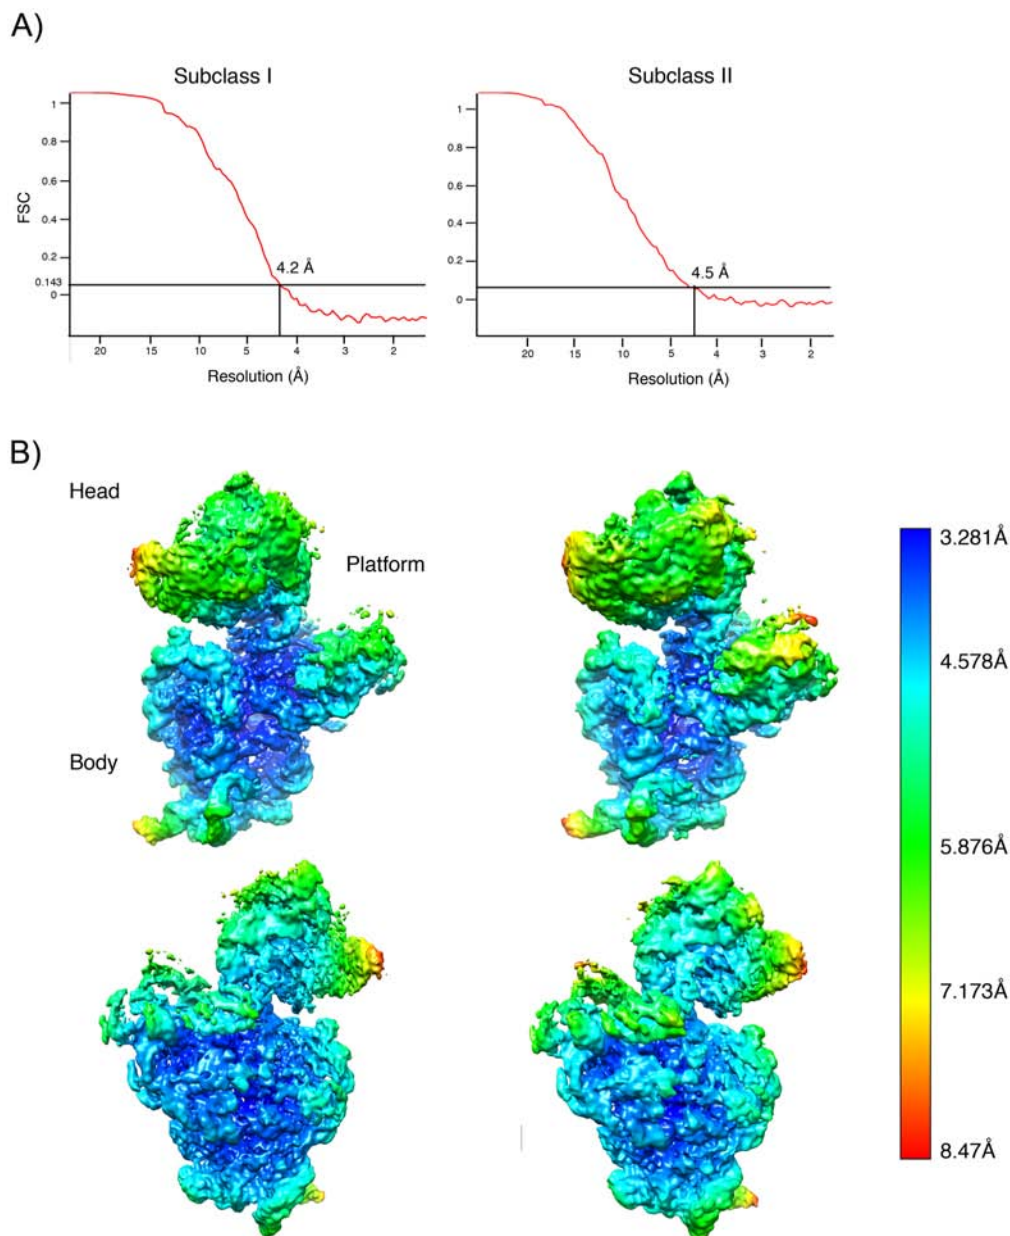 A)
Subclass I
Subclass II
FSC
1
0.8
0.6
0.4
0.2
0.143
0
4.2 Å
20 15 10 5 4 3 2
Resolution (Å)
1
0.8
0.6
0.4
0.2
0
4.5 Å
20 15 10 5 4 3 2
Resolution (Å)
B)
Head
Platform
Body
3.281Å
4.578Å
5.876Å
7.173Å
8.47Å